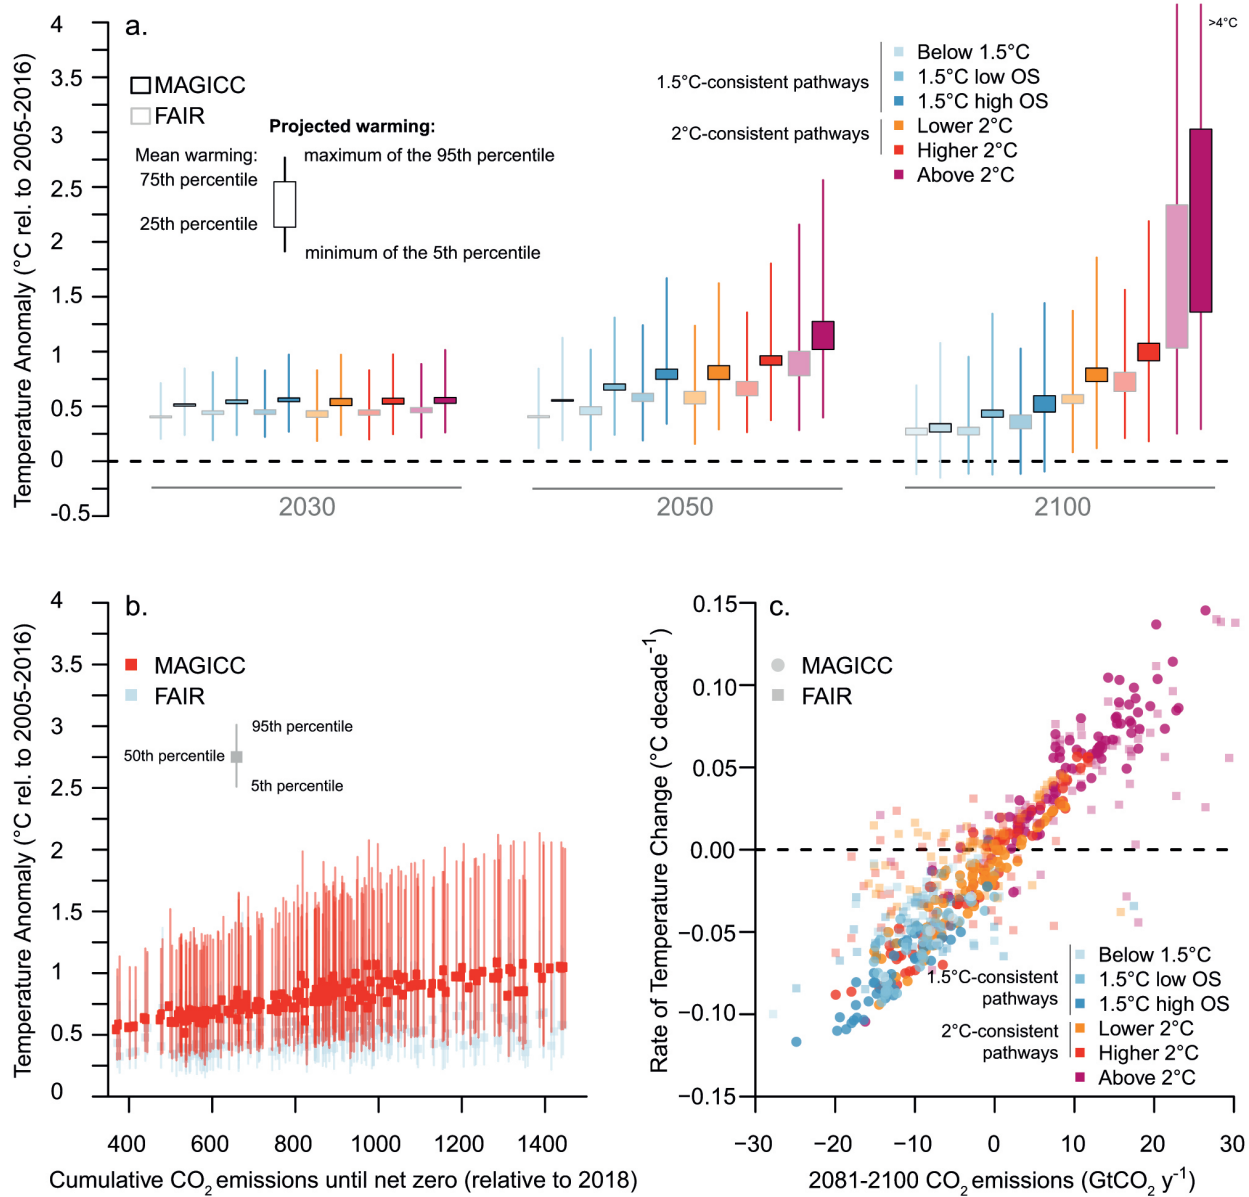 a.
Temperature Anomaly (°C rel. to 2005-2016)
4
3.5
3
2.5
2
1.5
1
0.5
0
-0.5
MAGICC
FAIR
Projected warming:
Mean warming:
75th percentile
25th percentile
maximum of the 95th percentile
minimum of the 5th percentile
1.5°C-consistent pathways
2°C-consistent pathways
Below 1.5°C
1.5°C low OS
1.5°C high OS
Lower 2°C
Higher 2°C
Above 2°C
>4°C
2030
2050
2100
b.
Temperature Anomaly (°C rel. to 2005-2016)
4
3.5
3
2.5
2
1.5
1
0.5
0
MAGICC
FAIR
95th percentile
50th percentile
5th percentile
400 600 800 1000 1200 1400
Cumulative CO2 emissions until net zero (relative to 2018)
c.
Rate of Temperature Change (°C decade-1)
0.15
0.10
0.05
0.00
−0.05
−0.10
−0.15
MAGICC
FAIR
1.5°C-consistent
pathways
2°C-consistent
pathways
Below 1.5°C
1.5°C low OS
1.5°C high OS
Lower 2°C
Higher 2°C
Above 2°C
−30 −20 −10 0 10 20 30
2081-2100 CO2 emissions (GtCO2 y-1)